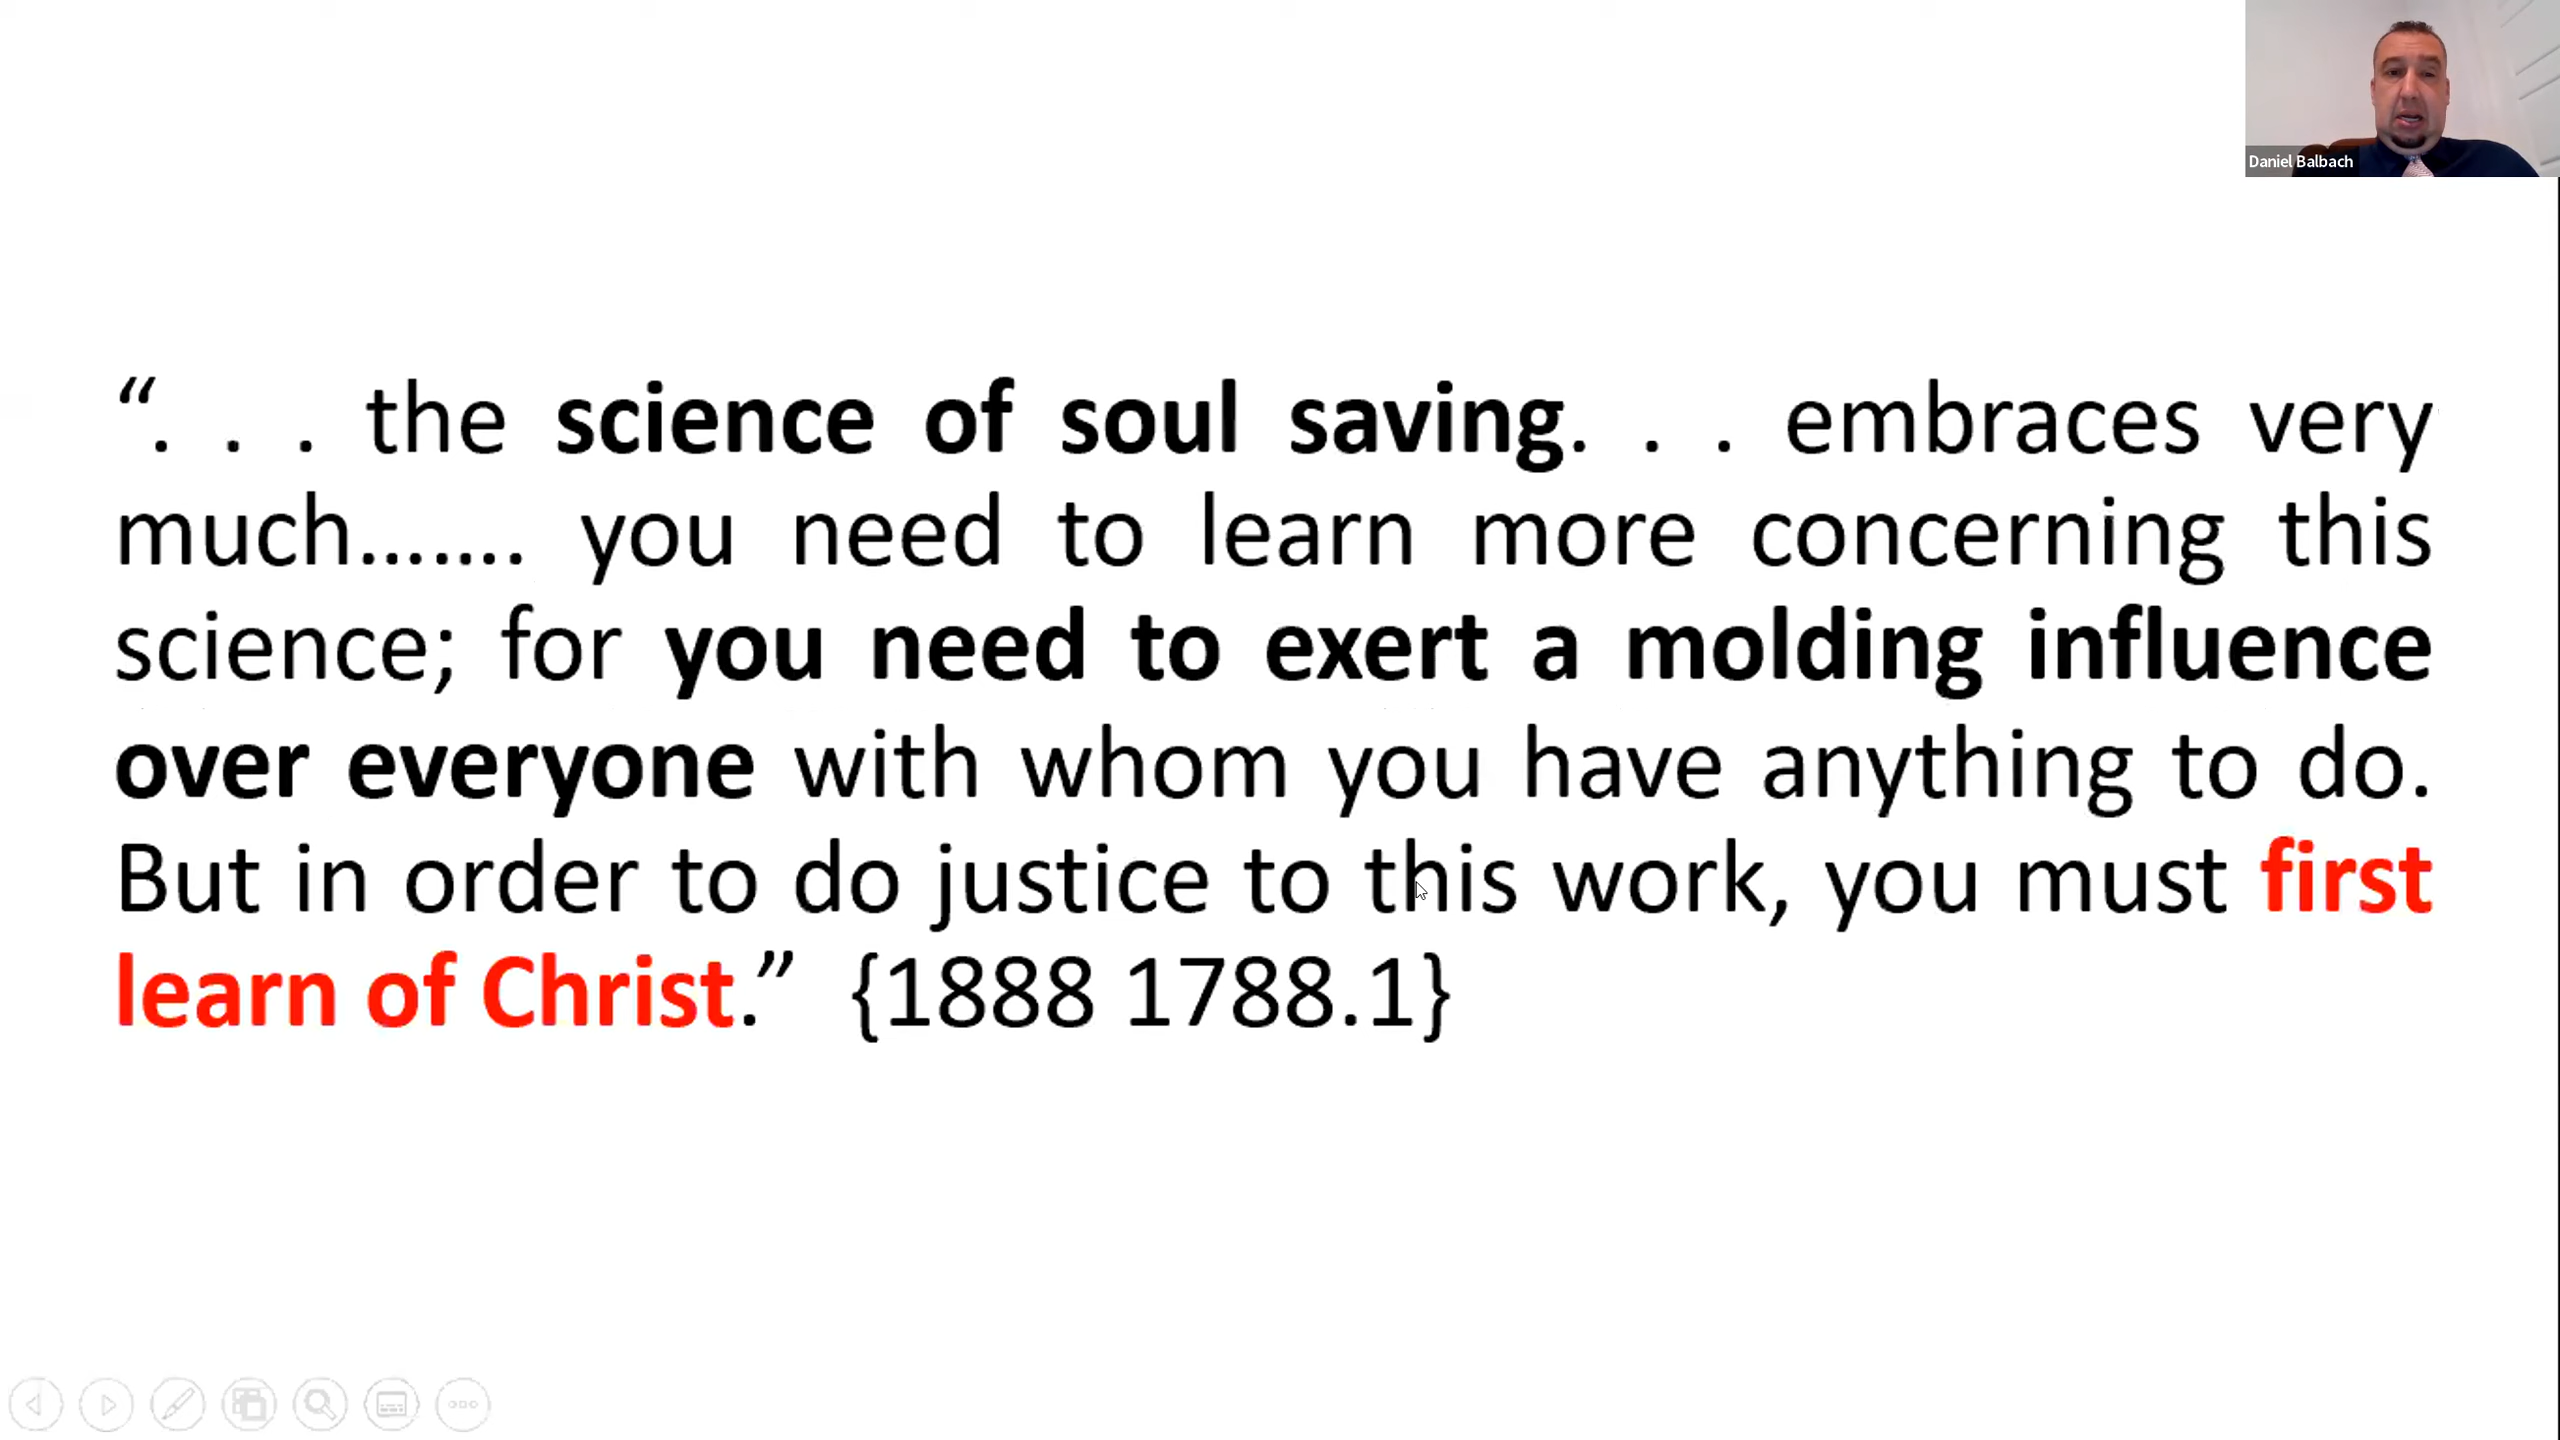 Daniel Balbach
“. . . the science of soul saving. . . embraces very
much....... you need to learn more concerning this
science; for you need to exert a molding influence
over everyone with whom you have anything to do.
But in order to do justice to this work, you must first
learn of Christ.” {1888 1788.1}